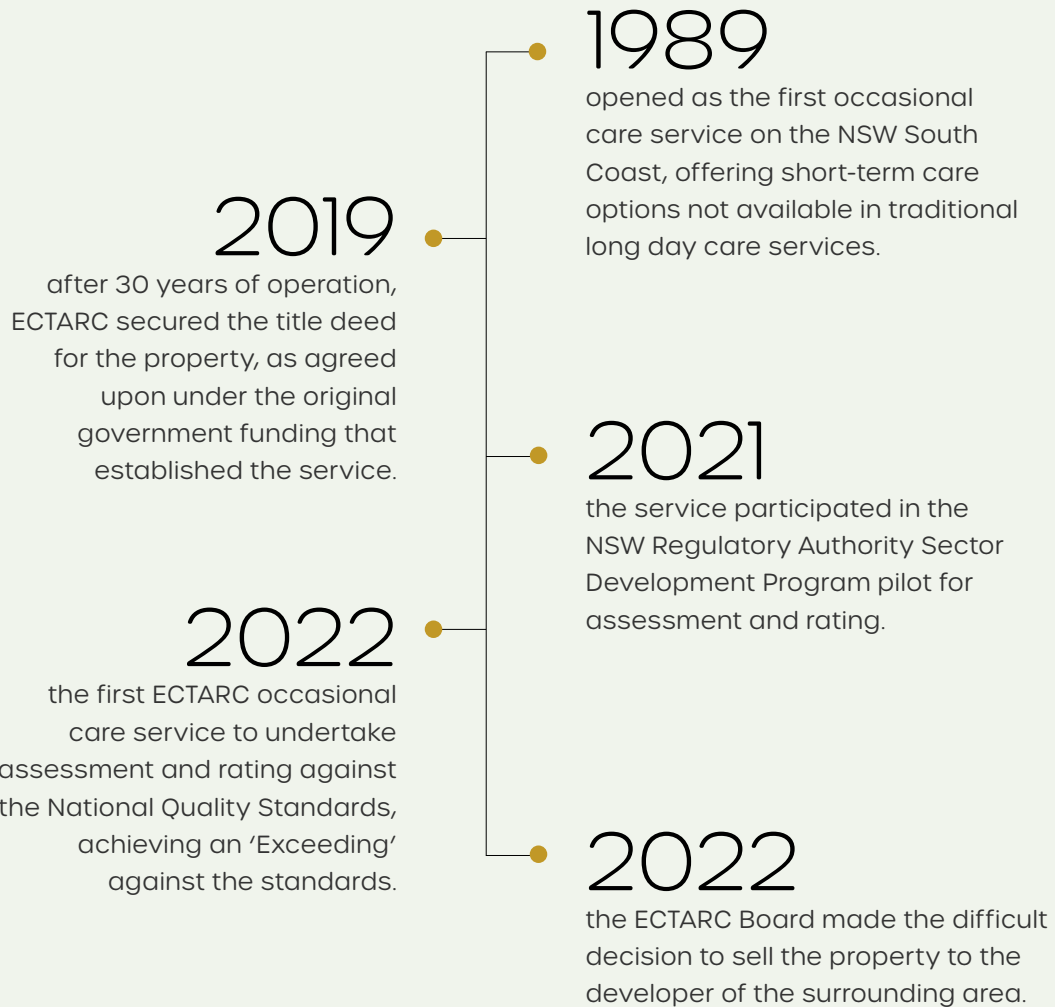 1989
opened as the first occasional
care service on the NSW South
Coast, offering short-term care
options not available in traditional
long day care services.
2019
after 30 years of operation,
ECTARC secured the title deed
for the property, as agreed
upon under the original
government funding that
established the service.
2021
the service participated in the
NSW Regulatory Authority Sector
Development Program pilot for
assessment and rating.
2022
the first ECTARC occasional
care service to undertake
assessment and rating against
the National Quality Standards,
achieving an ‘Exceeding’
against the standards.
2022
the ECTARC Board made the difficult
decision to sell the property to the
developer of the surrounding area.